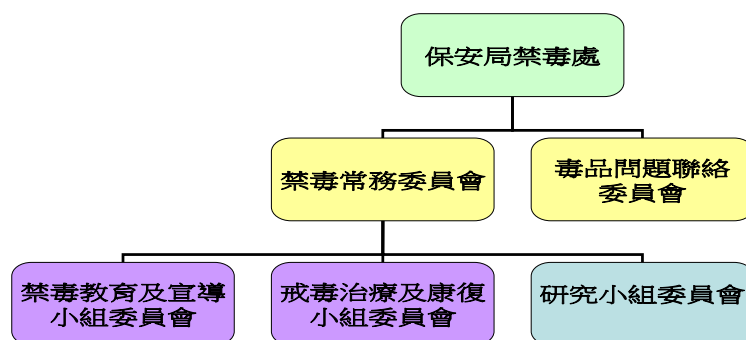 保安局禁毒處
禁毒常務委員會
毒品問題聯絡
委員會
禁毒教育及宣導
小組委員會
戒毒治療及康復
小組委員會
研究小組委員會